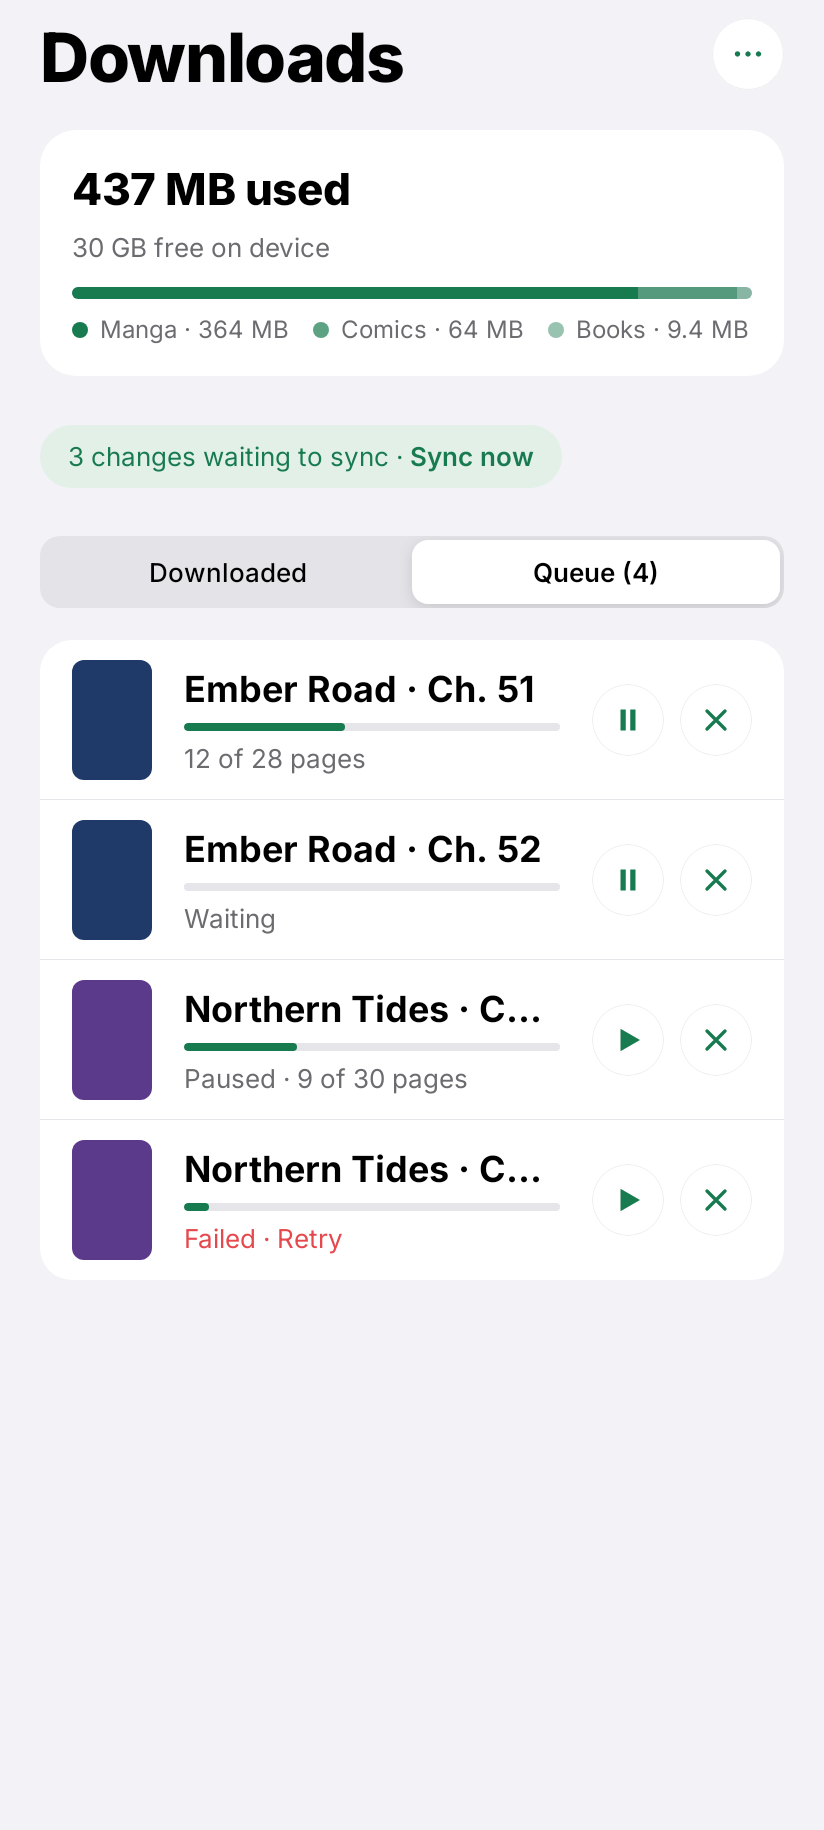 Downloads
437 MB used
30 GB free on device
Manga · 364 MB Comics · 64 MB Books · 9.4 MB
3 changes waiting to sync · Sync now
Downloaded Queue (4)
Ember Road · Ch. 51
12 of 28 pages
Ember Road · Ch. 52
Waiting
Northern Tides · C...
Paused · 9 of 30 pages
Northern Tides · C...
Failed · Retry